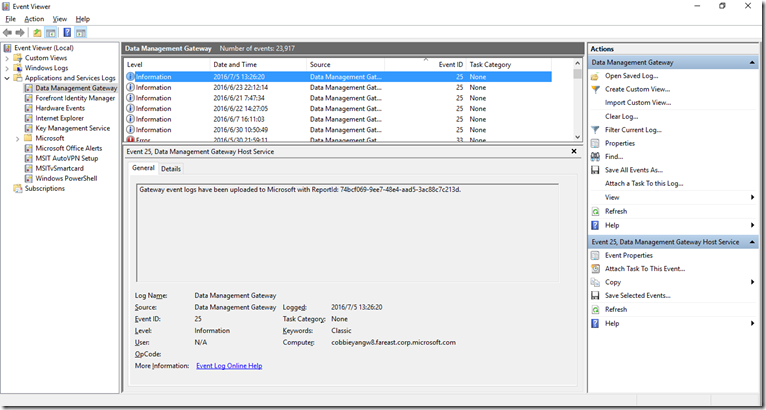 Event Viewer
File Action View Help
Event Viewer (Local)
Custom Views
Windows Logs
Applications and Services Logs
Data Management Gateway
Forefront Identity Manager
Hardware Events
Internet Explorer
Key Management Service
Microsoft
Microsoft Office Alerts
MSIT AutoVPN Setup
MSITvSmartcard
Windows PowerShell
Subscriptions
Data Management Gateway Number of events: 23,917
Level Date and Time Source Event ID Task Category
Information 2016/7/5 13:26:20 Data Management Gat... 25 None
Information 2016/6/23 22:12:14 Data Management Gat... 25 None
Information 2016/6/21 7:47:34 Data Management Gat... 25 None
Information 2016/6/22 14:27:05 Data Management Gat... 25 None
Information 2016/6/7 16:11:03 Data Management Gat... 25 None
Information 2016/6/30 10:50:49 Data Management Gat... 25 None
Error 2016/5/30 21:59:11 Data Management Gat... 33 None
Event 25, Data Management Gateway Host Service
General Details
Gateway event logs have been uploaded to Microsoft with ReportId: 74bcf069-9ee7-48e4-aad5-3ac88c7c213d.
Log Name: Data Management Gateway
Source: Data Management Gateway Logged: 2016/7/5 13:26:20
Event ID: 25 Task Category: None
Level: Information Keywords: Classic
User: N/A Computer: cobbieyangw8.fareast.corp.microsoft.com
OpCode:
More Information: Event Log Online Help
Actions
Data Management Gateway
Open Saved Log...
Create Custom View...
Import Custom View...
Clear Log...
Filter Current Log...
Properties
Find...
Save All Events As...
Attach a Task To this Log...
View
Refresh
Help
Event 25, Data Management Gateway Host Service
Event Properties
Attach Task To This Event...
Copy
Save Selected Events...
Refresh
Help